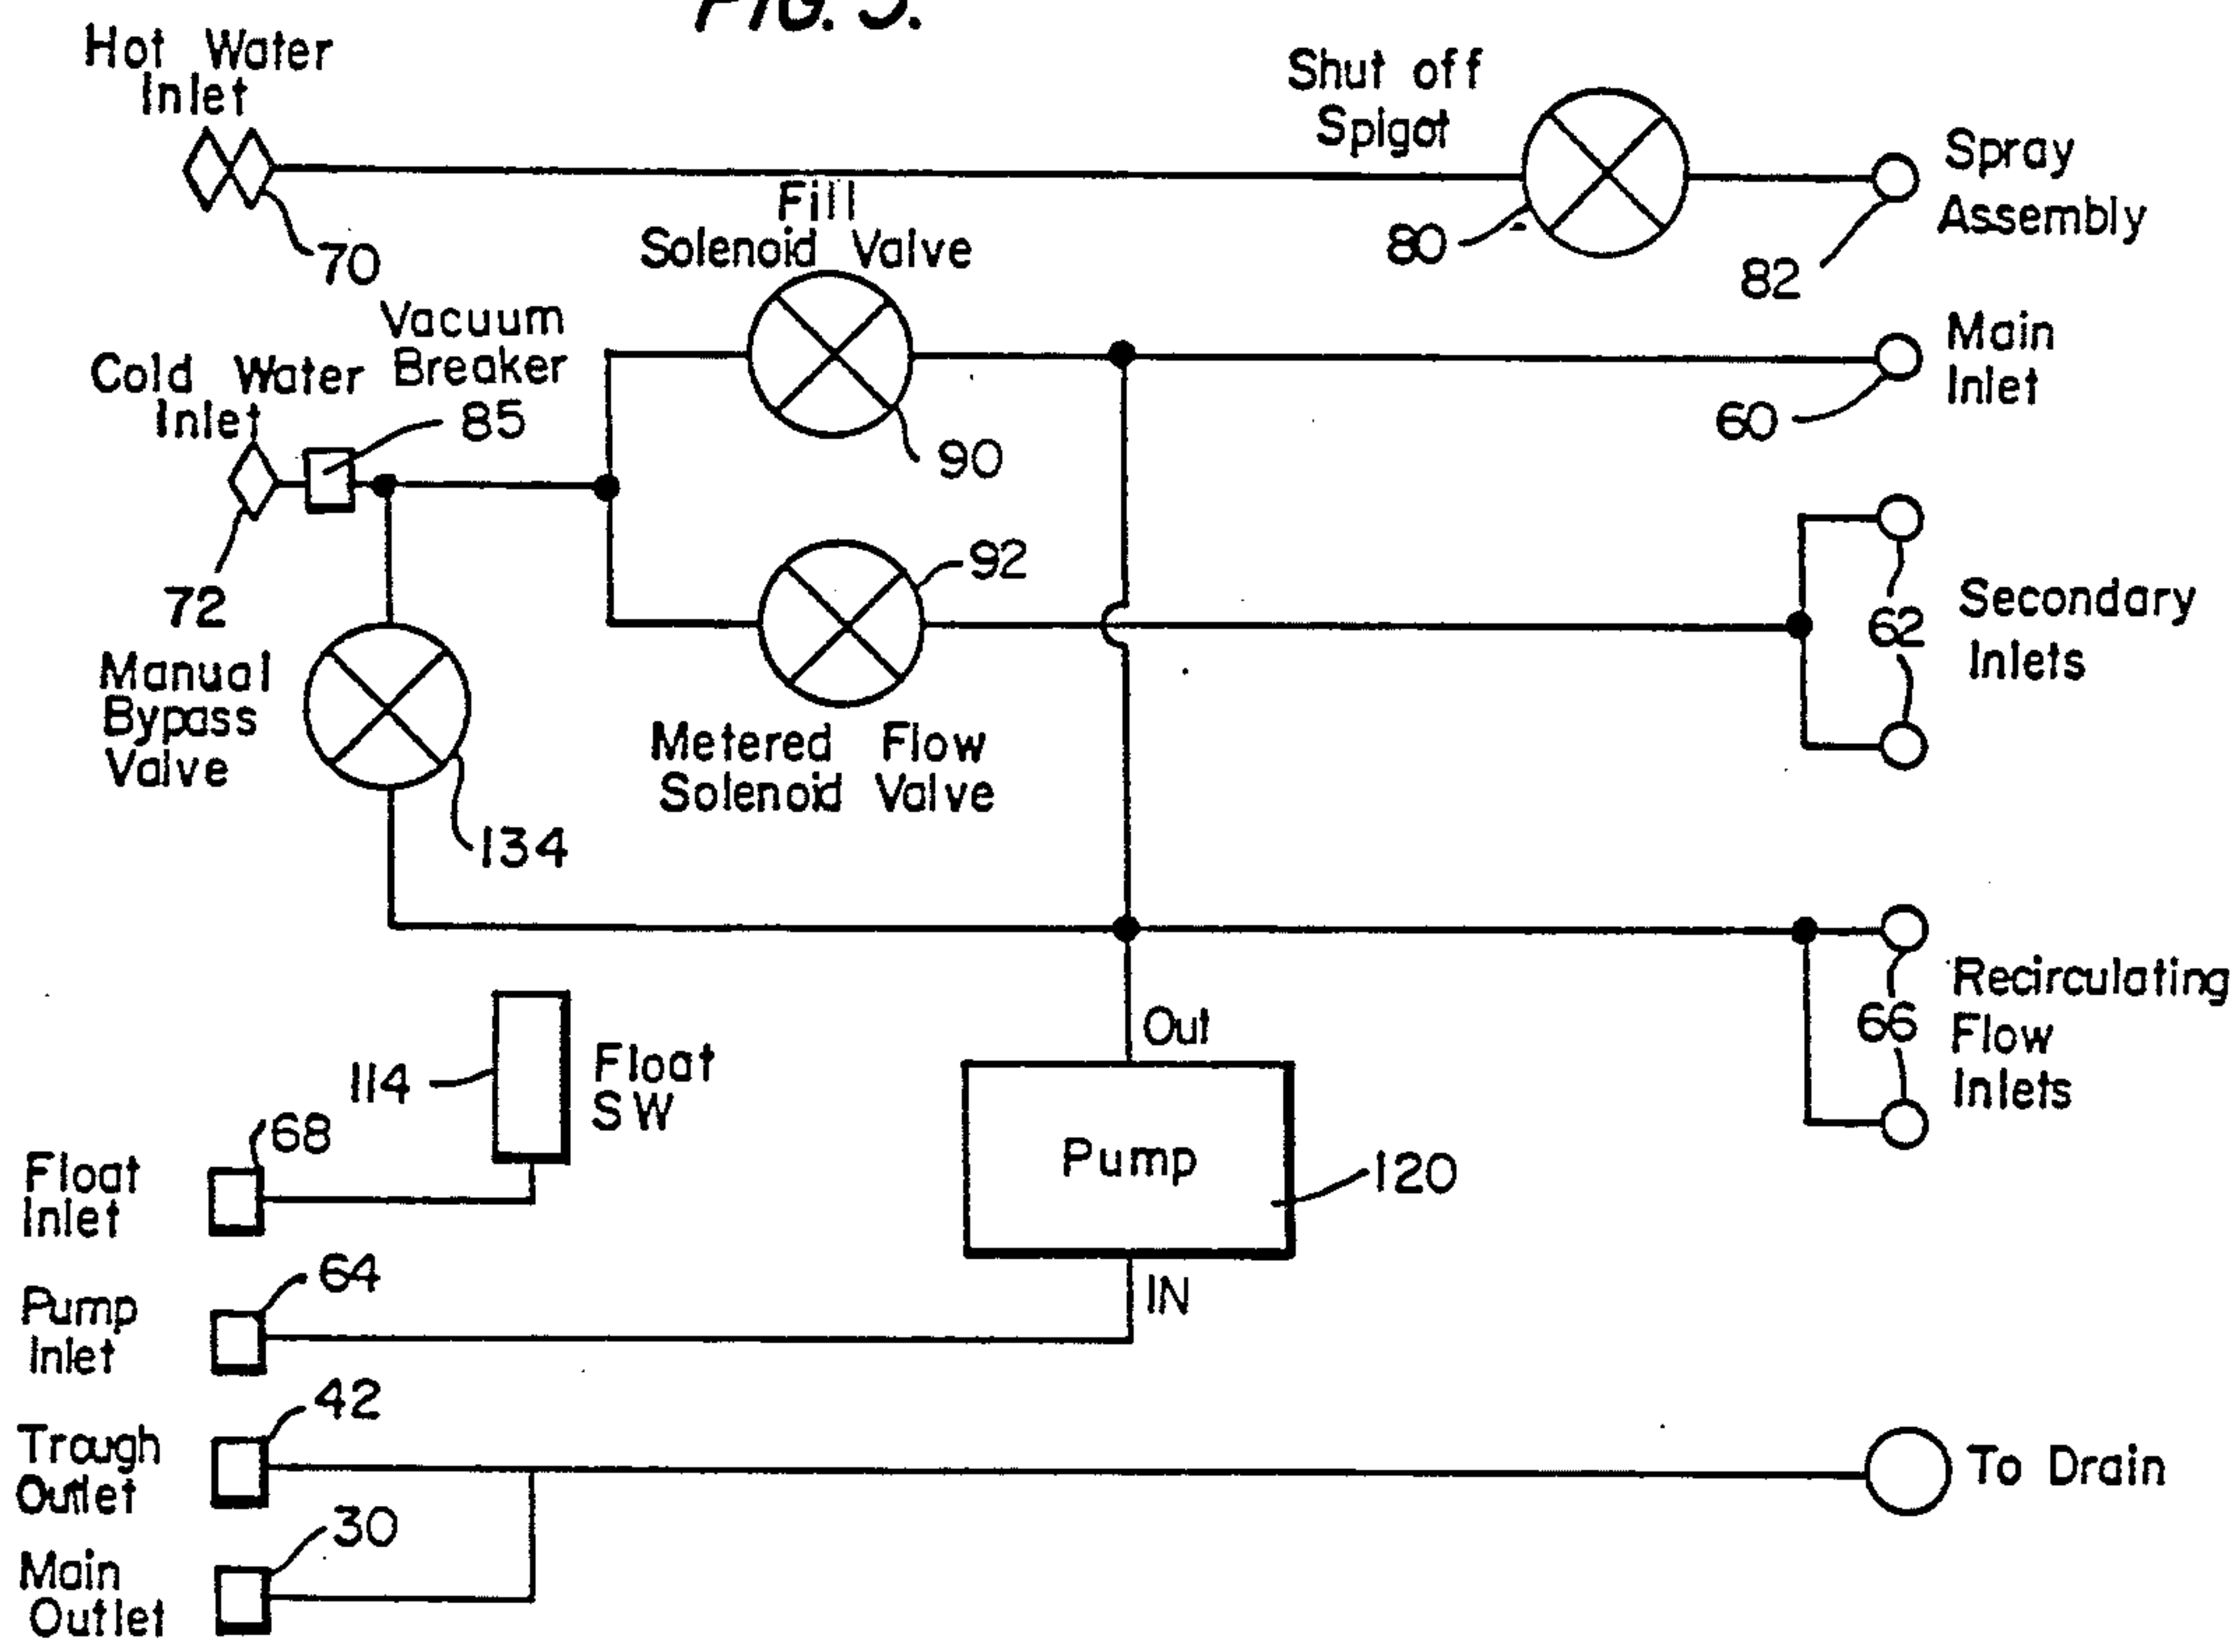 FIG. 5.
Hot Water
Inlet
70
Shut off
Spigot
80
Spray
Assembly
82
Fill
Solenoid Valve
90
Vacuum
Breaker
85
Cold Water
Inlet
72
Main
Inlet
60
92
Metered Flow
Solenoid Valve
Secondary
Inlets
62
Manual
Bypass
Valve
134
Recirculating
Flow
Inlets
66
Out
Pump
120
IN
114
Float
SW
68
Float
Inlet
64
Pump
Inlet
42
Trough
Outlet
To Drain
30
Main
Outlet